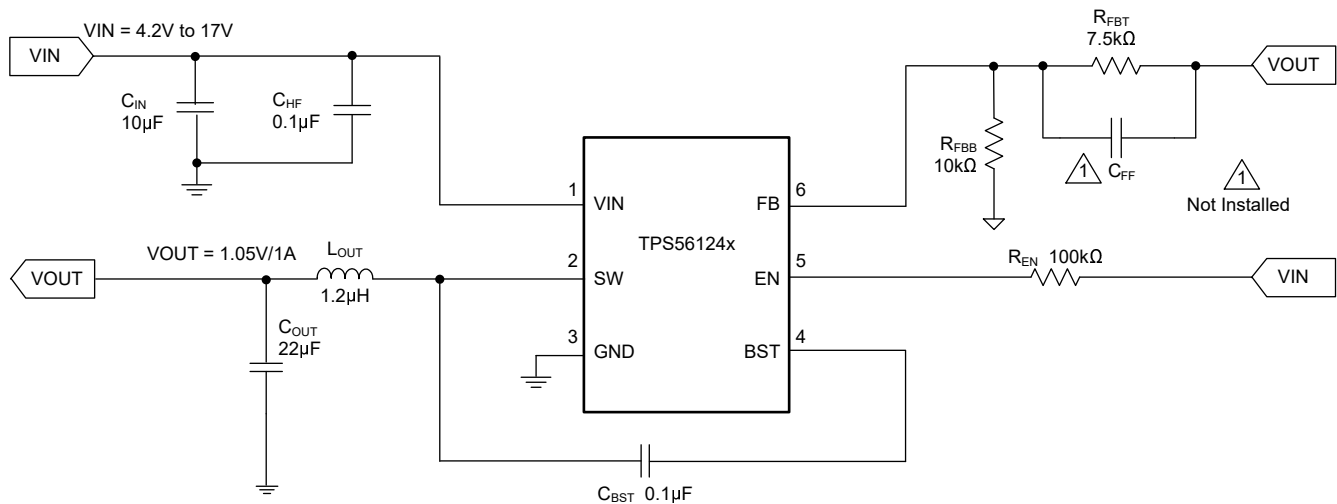 VIN = 4.2V to 17V
VIN
CIN
10µF
CHF
0.1µF
RFBT
7.5kΩ
VOUT
RFBB
10kΩ
1
CFF
1
Not Installed
1
VIN
6
FB
TPS56124x
VOUT = 1.05V/1A
LOUT
1.2µH
VOUT
2
SW
5
EN
REN 100kΩ
VIN
COUT
22µF
3
GND
4
BST
CBST 0.1µF